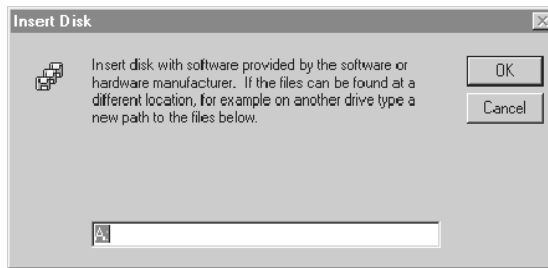 Insert Disk
Insert disk with software provided by the software or
hardware manufacturer. If the files can be found at a
different location, for example on another drive type a
new path to the files below.
OK
Cancel
A: